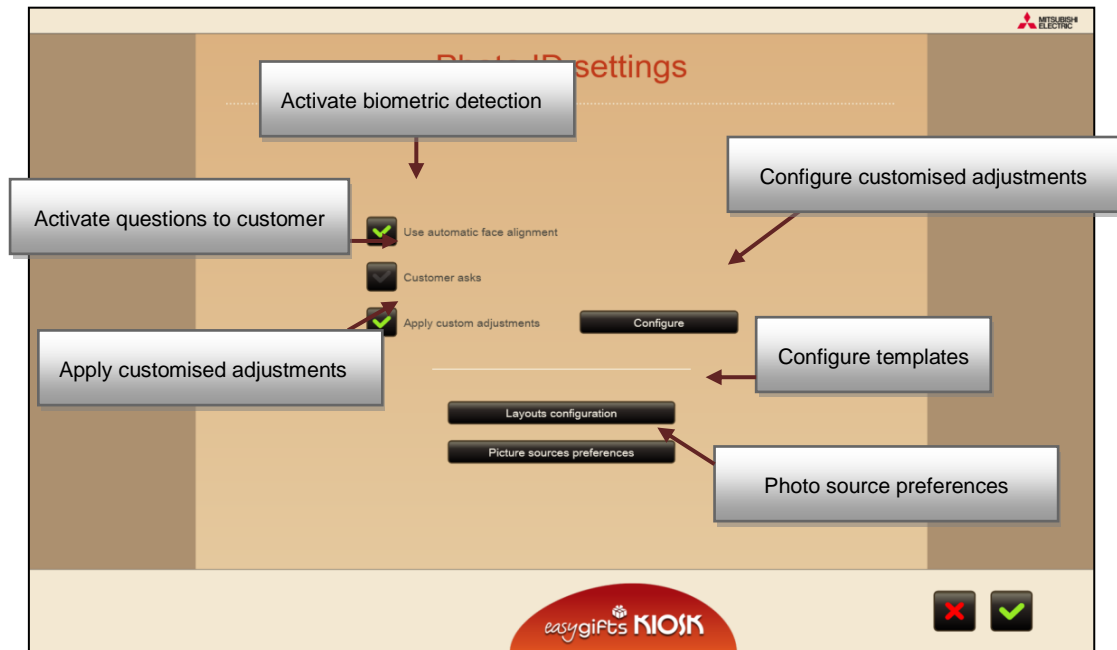 MITSUBISHI
ELECTRIC
settings
Activate biometric detection
Configure customised adjustments
Activate questions to customer
Use automatic face alignment
Customer asks
Apply custom adjustments
Configure
Apply customised adjustments
Configure templates
Layouts configuration
Picture sources preferences
Photo source preferences
easygifts KIOSK